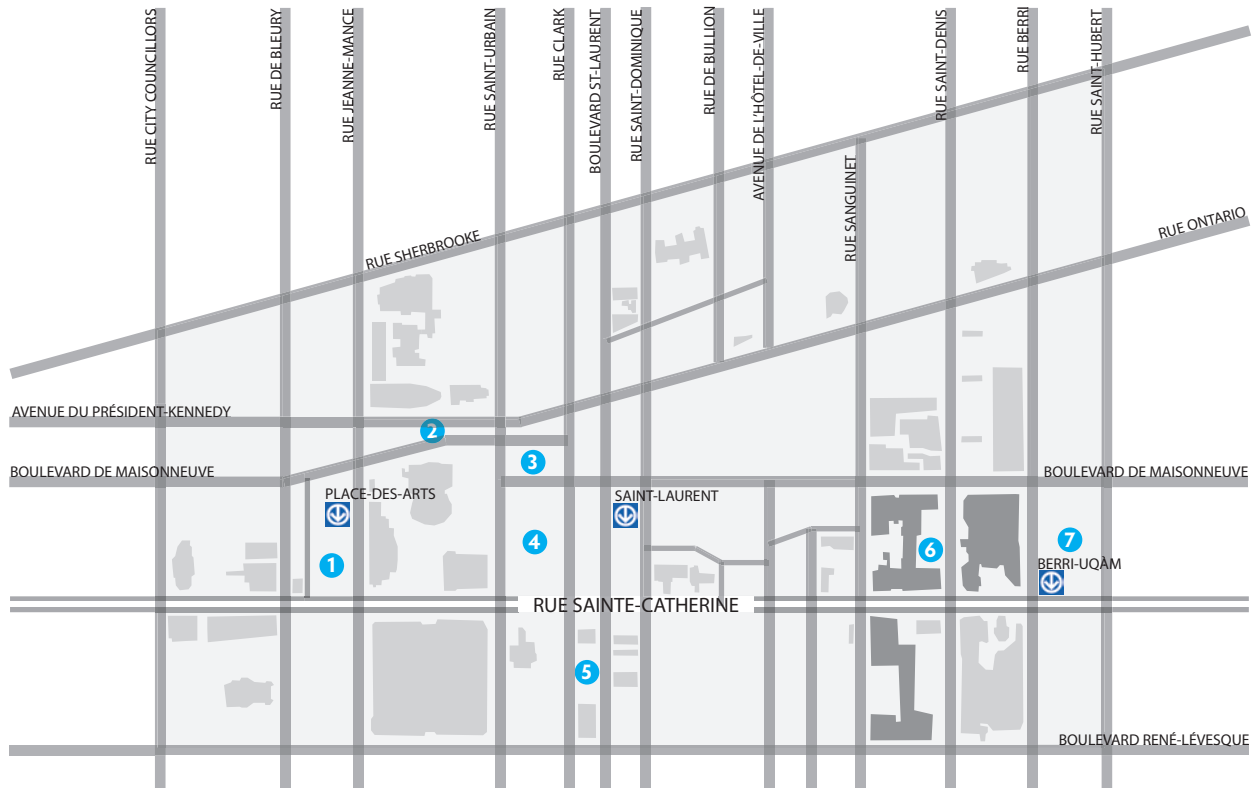 RUE CITY COUNCILLORS
RUE DE BLEURY
RUE JEANNE-MANCE
RUE SAINT-URBAIN
RUE CLARK
BOULEVARD ST-LAURENT
RUE SAINT-DOMINIQUE
RUE DE BULLION
AVENUE DE L'HÔTEL-DE-VILLE
RUE SANGUINET
RUE SAINT-DENIS
RUE BERRI
RUE SAINT-HUBERT
RUE SHERBROOKE
RUE ONTARIO
AVENUE DU PRÉSIDENT-KENNEDY
2
3
BOULEVARD DE MAISONNEUVE
BOULEVARD DE MAISONNEUVE
PLACE-DES-ARTS
SAINT-LAURENT
1
4
6
7
BERRI-UQÀM
RUE SAINTE-CATHERINE
5
BOULEVARD RENÉ-LÉVESQUE